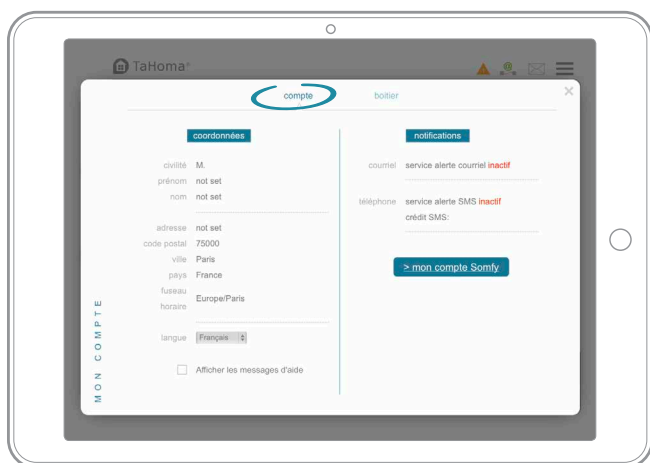 TaHoma®
compte
boitier
coordonnées
civilité M.
prénom not set
nom not set
adresse not set
code postal 75000
ville Paris
pays France
fuseau
horaire Europe/Paris
langue Français
Afficher les messages d'aide
notifications
courriel service alerte courriel inactif
téléphone service alerte SMS inactif
crédit SMS:
> mon compte Somfy
MON COMPTE